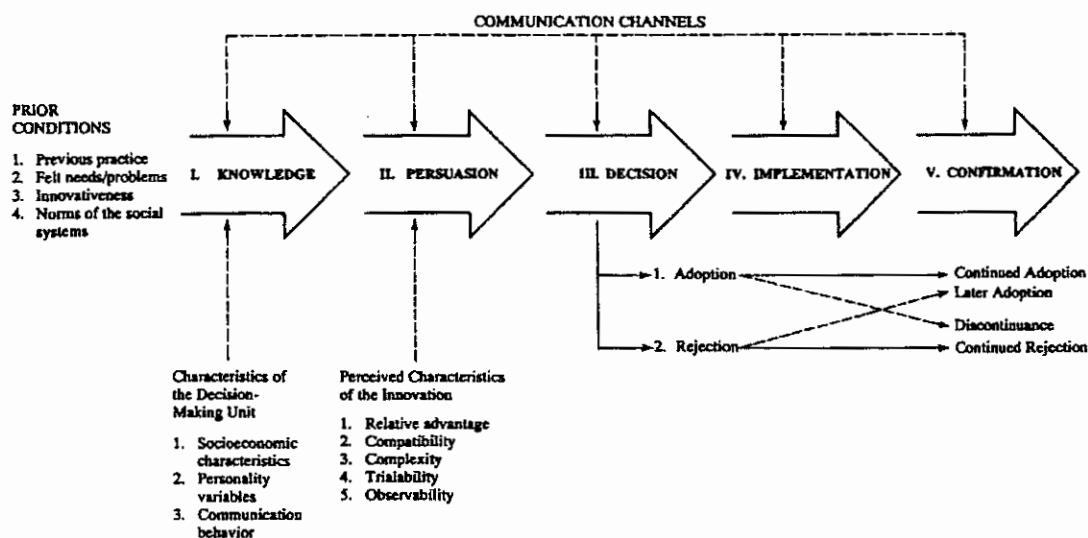 COMMUNICATION CHANNELS
PRIOR
CONDITIONS
1. Previous practice
2. Felt needs/problems
3. Innovativeness
4. Norms of the social
systems
I. KNOWLEDGE
II. PERSUASION
III. DECISION
IV. IMPLEMENTATION
V. CONFIRMATION
1. Adoption
Continued Adoption
Later Adoption
Discontinuance
2. Rejection
Continued Rejection
Characteristics of
the Decision-
Making Unit
1. Socioeconomic
characteristics
2. Personality
variables
3. Communication
behavior
Perceived Characteristics
of the Innovation
1. Relative advantage
2. Compatibility
3. Complexity
4. Trialability
5. Observability